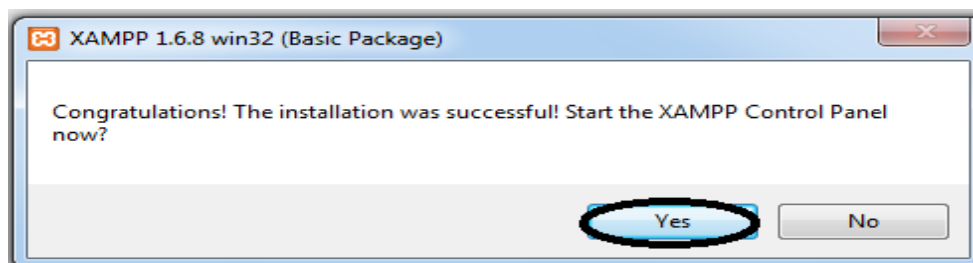 XAMPP 1.6.8 win32 (Basic Package)
Congratulations! The installation was successful! Start the XAMPP Control Panel
now?
Yes No